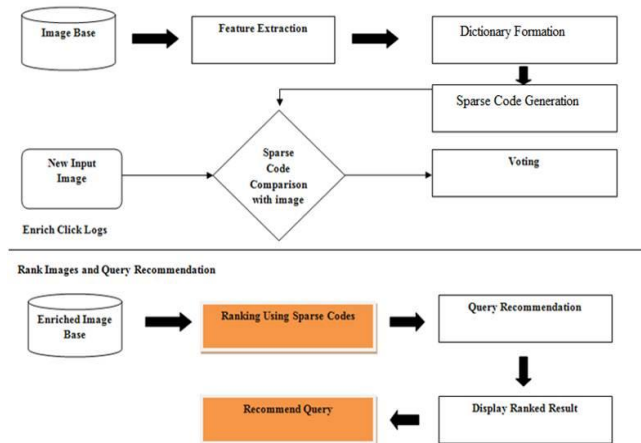 Image Base
Feature Extraction
Dictionary Formation
Sparse Code Generation
New Input
Image
Sparse
Code
Comparison
with image
Voting
Enrich Click Logs
Rank Images and Query Recommendation
Enriched Image
Base
Ranking Using Sparse Codes
Query Recommendation
Recommend Query
Display Ranked Result